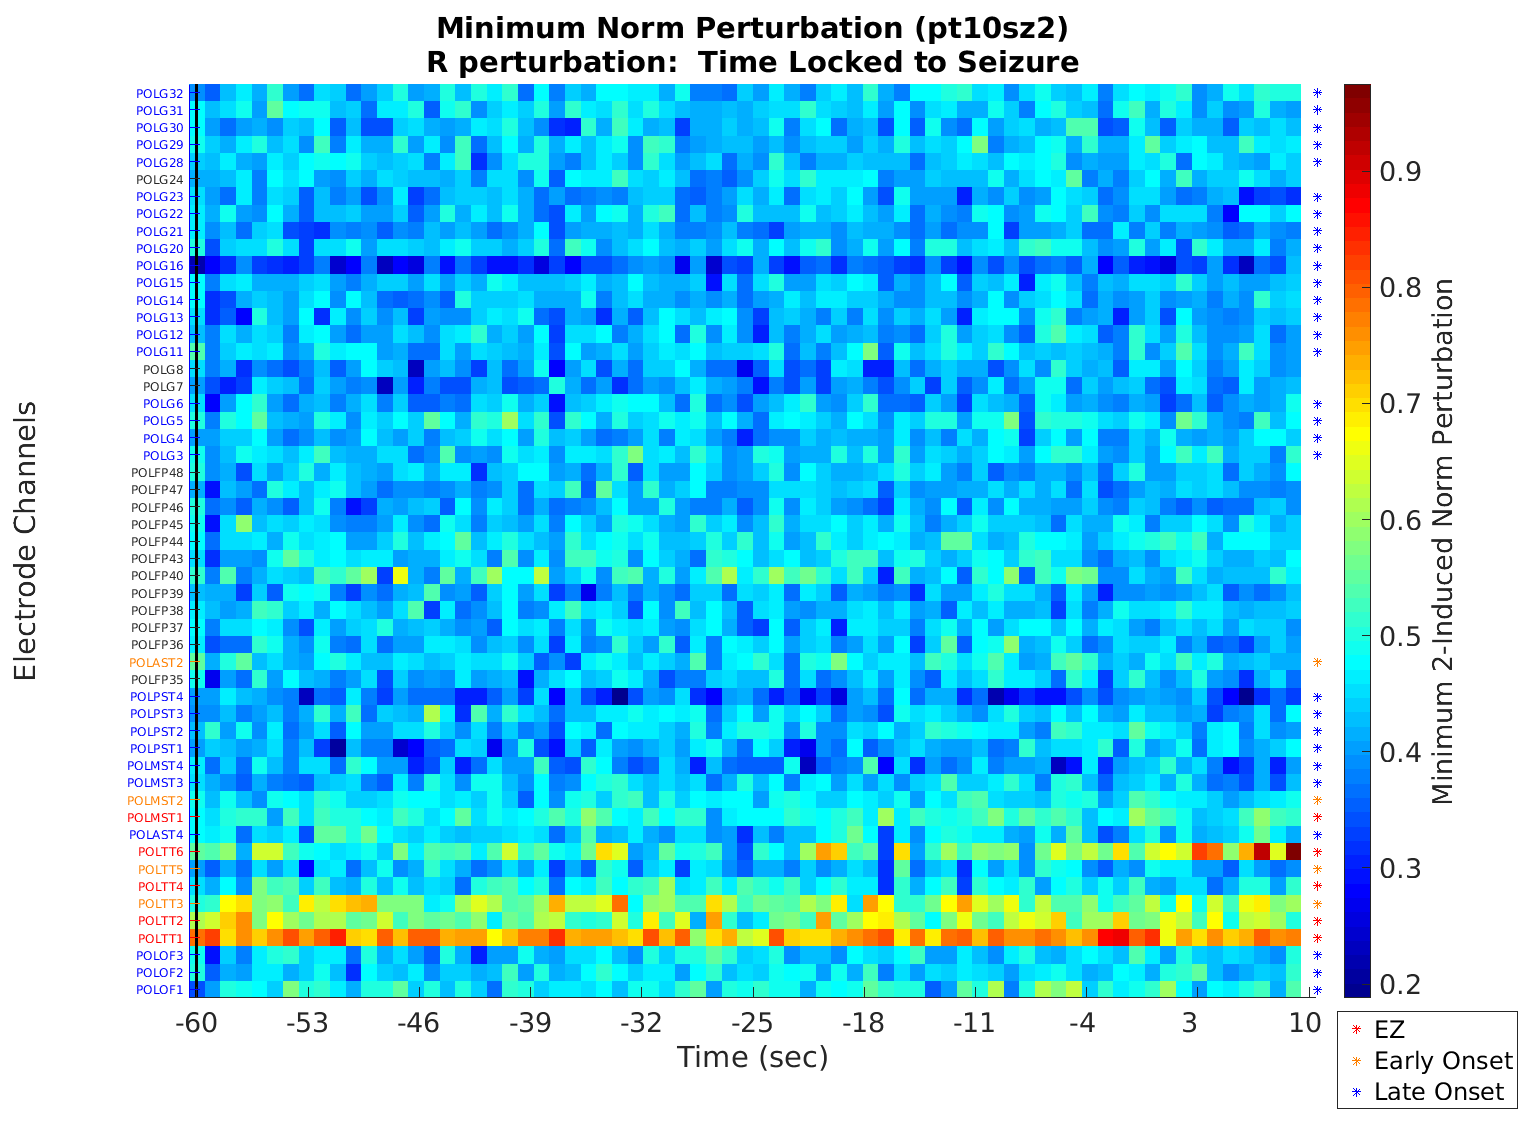 Minimum Norm Perturbation (pt10sz2)
R perturbation:  Time Locked to Seizure
Electrode Channels
POLG32
POLG31
POLG30
POLG29
POLG28
POLG24
POLG23
POLG22
POLG21
POLG20
POLG16
POLG15
POLG14
POLG13
POLG12
POLG11
POLG8
POLG7
POLG6
POLG5
POLG4
POLG3
POLFP48
POLFP47
POLFP46
POLFP45
POLFP44
POLFP43
POLFP40
POLFP39
POLFP38
POLFP37
POLFP36
POLAST2
POLFP35
POLPST4
POLPST3
POLPST2
POLPST1
POLMST4
POLMST3
POLMST2
POLMST1
POLAST4
POLTT6
POLTT5
POLTT4
POLTT3
POLTT2
POLTT1
POLOF3
POLOF2
POLOF1
-60 -53 -46 -39 -32 -25 -18 -11 -4 3 10
Time (sec)
0.9
0.8
0.7
0.6
0.5
0.4
0.3
0.2
Minimum 2-Induced Norm Perturbation
EZ
Early Onset
Late Onset